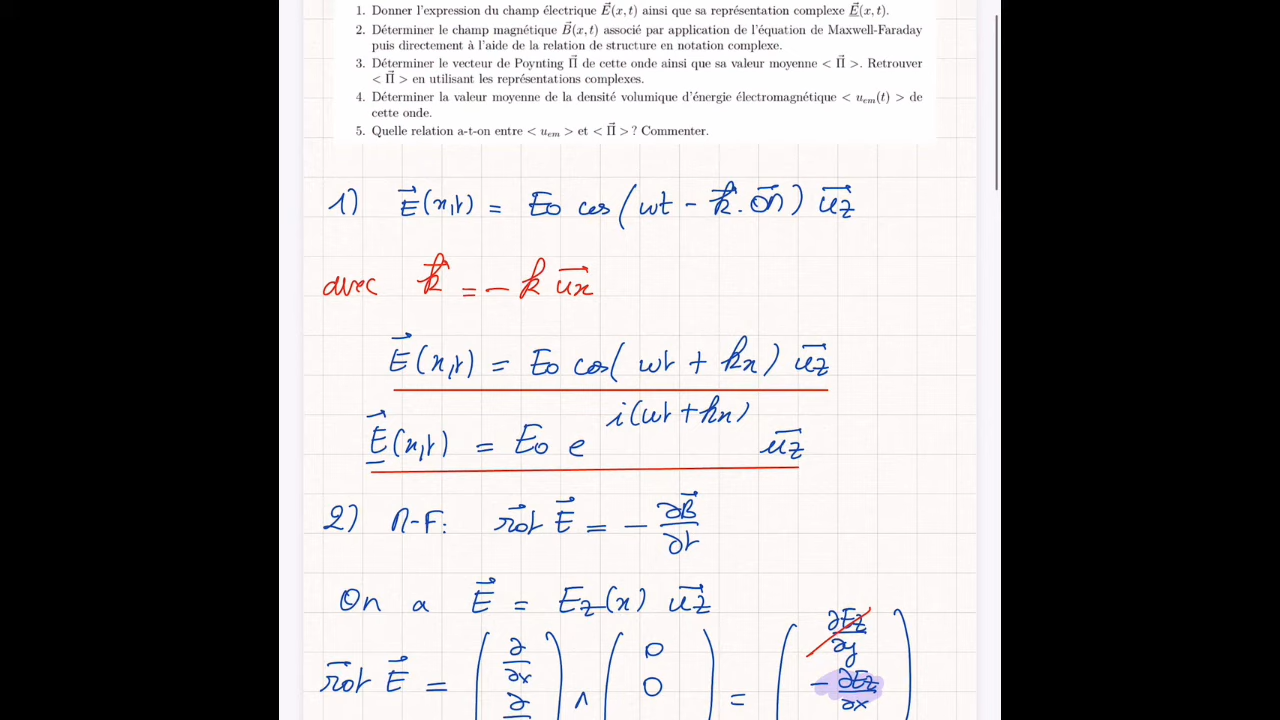 1. Donner l'expression du champ électrique E⃗(x,t) ainsi que sa représentation complexe E̲⃗(x,t).
2. Déterminer le champ magnétique B⃗(x,t) associé par application de l'équation de Maxwell-Faraday
puis directement à l'aide de la relation de structure en notation complexe.
3. Déterminer le vecteur de Poynting Π⃗ de cette onde ainsi que sa valeur moyenne < Π⃗ >. Retrouver
< Π⃗ > en utilisant les représentations complexes.
4. Déterminer la valeur moyenne de la densité volumique d'énergie électromagnétique < u_em(t) > de
cette onde.
5. Quelle relation a-t-on entre < u_em > et < Π⃗ > ? Commenter.
1) E⃗(x,t) = E0 cos(ωt - k⃗.OM⃗) u⃗z
avec k⃗ = - k u⃗x
E⃗(x,t) = E0 cos(ωt + kx) u⃗z
E̲⃗(x,t) = E0 e^i(ωt + kx) u⃗z
2) M-F: rot⃗ E⃗ = - ∂B⃗/∂t
On a E⃗ = Ez(x) u⃗z
rot⃗ E⃗ = (∂/∂x ∂) ∧ (0 0) = (∂Ez/∂y - ∂Ez/∂x)